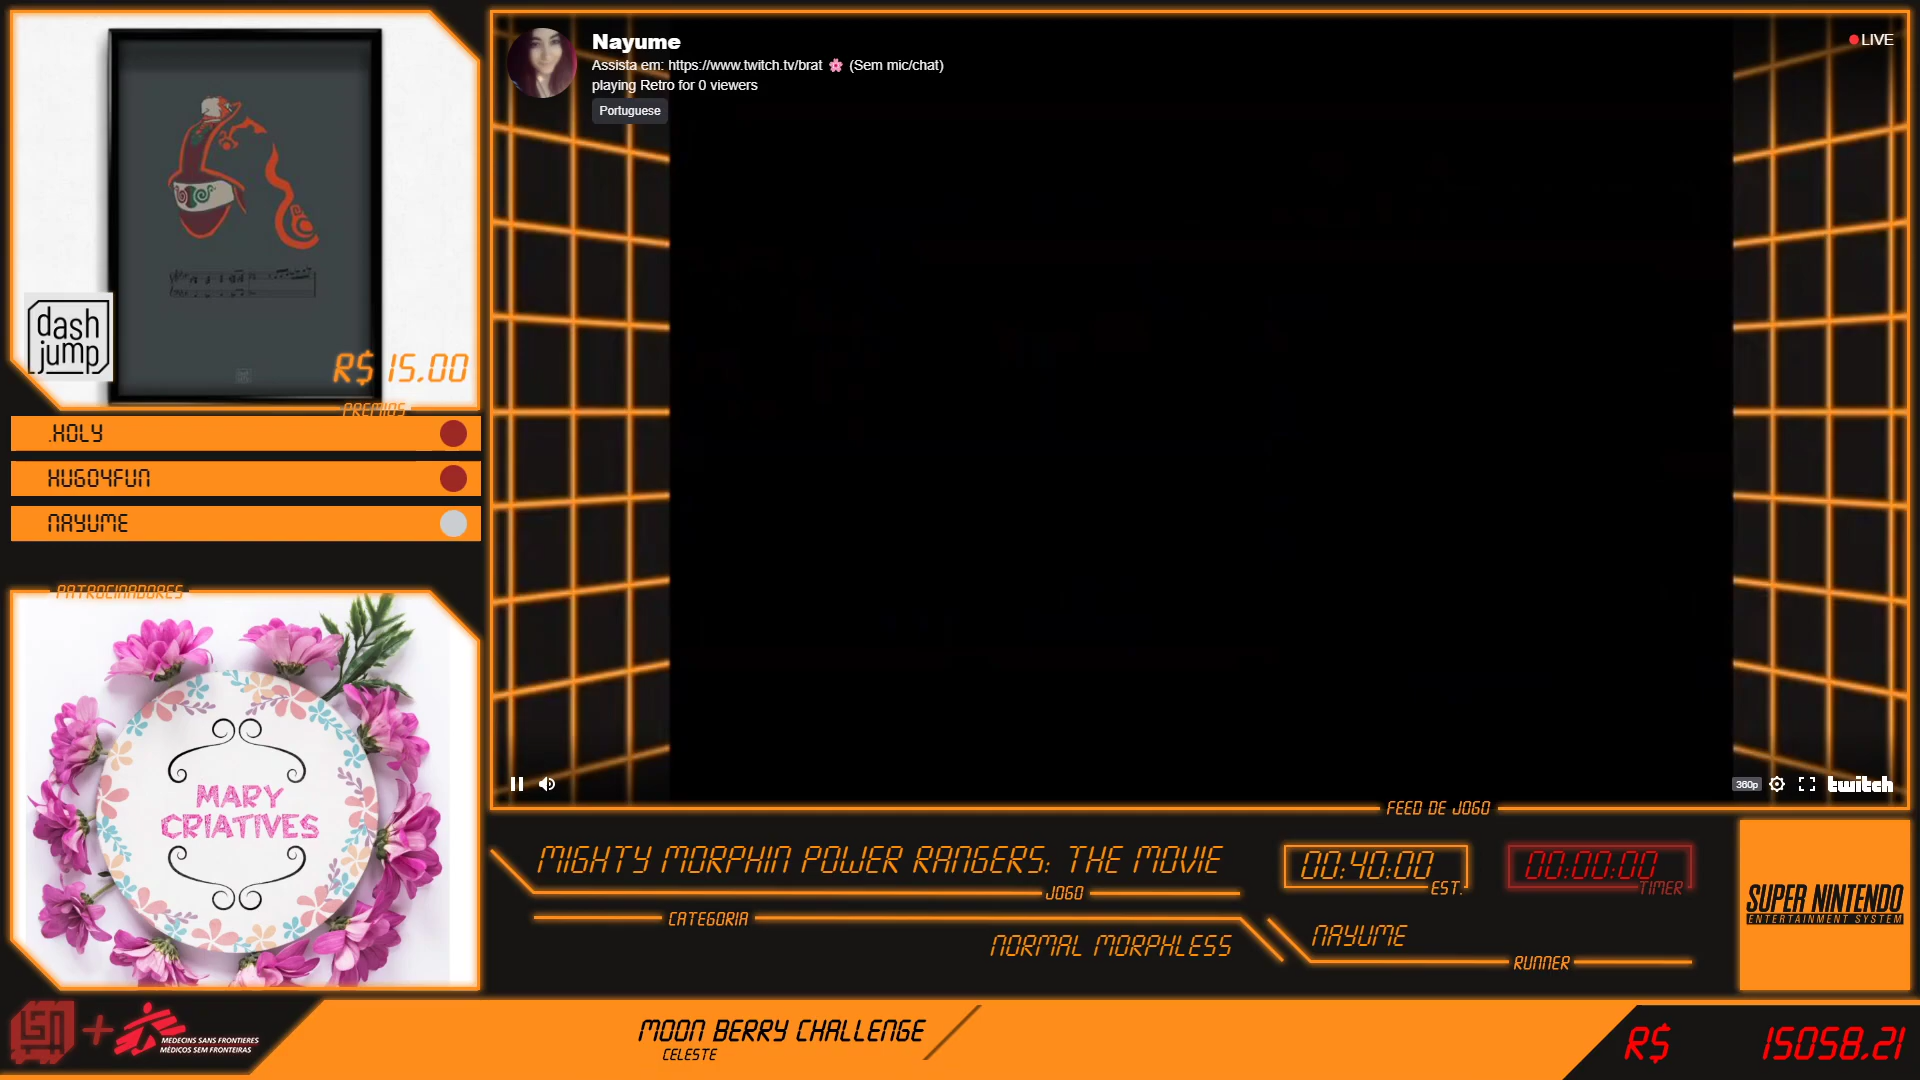 dash
jump
R$ 15.00
PREMIOS
.HOLY
HUGO4FUN
NAYUME
PATROCINADORES
MARY
CRIATIVES
Nayume
Assista em: https://www.twitch.tv/brat 🌸 (Sem mic/chat)
playing Retro for 0 viewers
Portuguese
LIVE
360p
twitch
FEED DE JOGO
MIGHTY MORPHIN POWER RANGERS: THE MOVIE
JOGO
00:40:00
EST.
00:00:00
TIMER
CATEGORIA
NORMAL MORPHLESS
NAYUME
RUNNER
SUPER NINTENDO
ENTERTAINMENT SYSTEM
MEDECINS SANS FRONTIERES
MÉDICOS SEM FRONTEIRAS
MOON BERRY CHALLENGE
CELESTE
R$ 15058.21